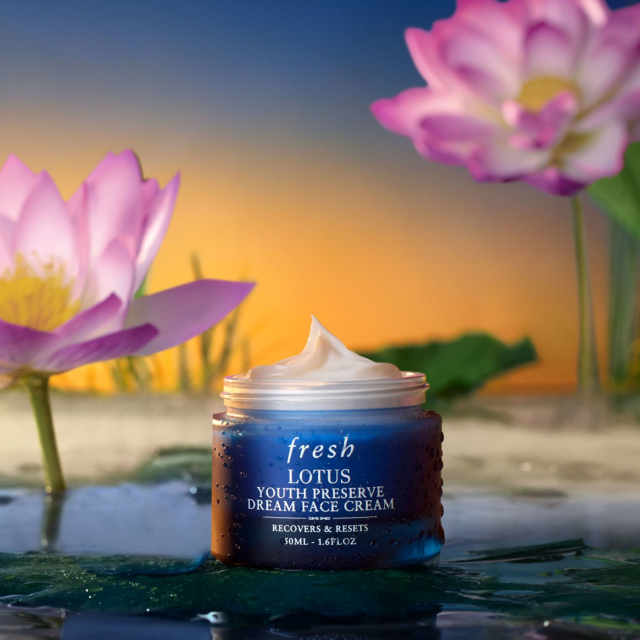 fresh
LOTUS
YOUTH PRESERVE
DREAM FACE CREAM
RECOVERS & RESETS
50ML - 1.6FLOZ